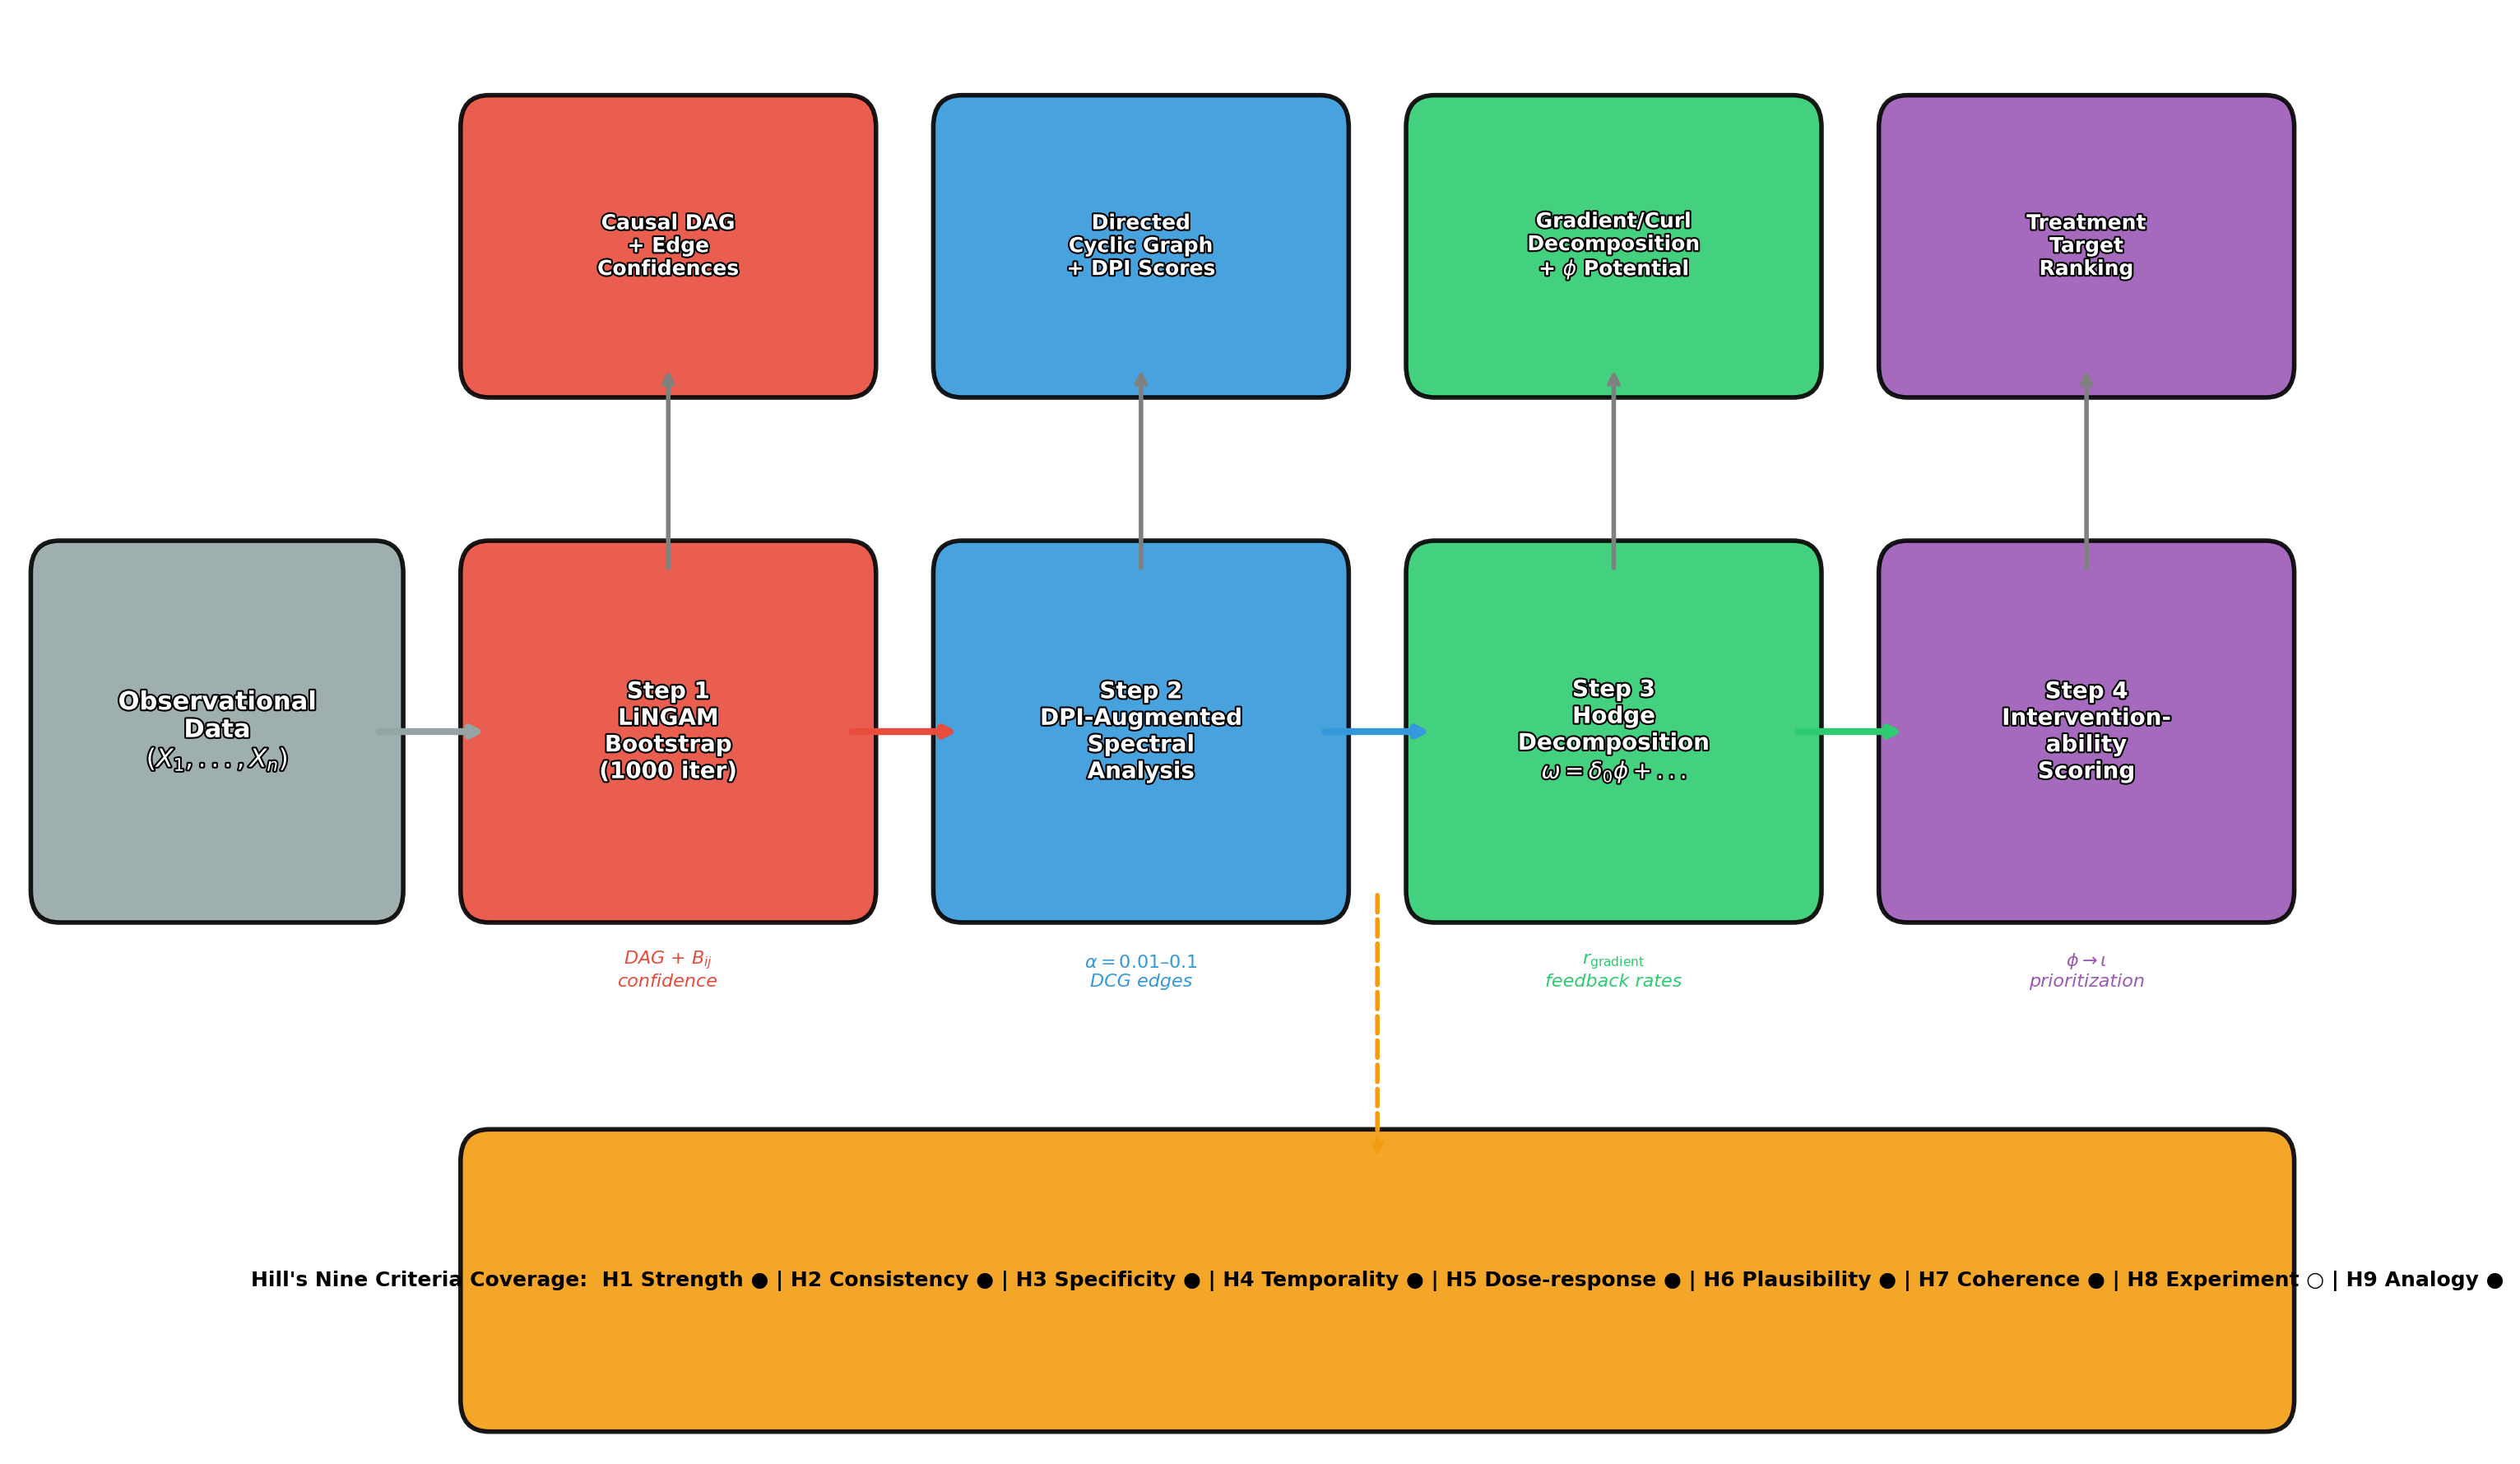 Causal DAG
+ Edge
Confidences
Directed
Cyclic Graph
+ DPI Scores
Gradient/Curl
Decomposition
+ ϕ Potential
Treatment
Target
Ranking
Observational
Data
(X₁, . . . , Xₙ)
Step 1
LiNGAM
Bootstrap
(1000 iter)
Step 2
DPI-Augmented
Spectral
Analysis
Step 3
Hodge
Decomposition
ω = δ₀ϕ + . . .
Step 4
Intervention-
ability
Scoring
DAG + Bᵢⱼ
confidence
α = 0.01–0.1
DCG edges
r_gradient
feedback rates
ϕ → ι
prioritization
Hill's Nine Criteria Coverage:  H1 Strength ● | H2 Consistency ● | H3 Specificity ● | H4 Temporality ● | H5 Dose-response ● | H6 Plausibility ● | H7 Coherence ● | H8 Experiment ○ | H9 Analogy ●